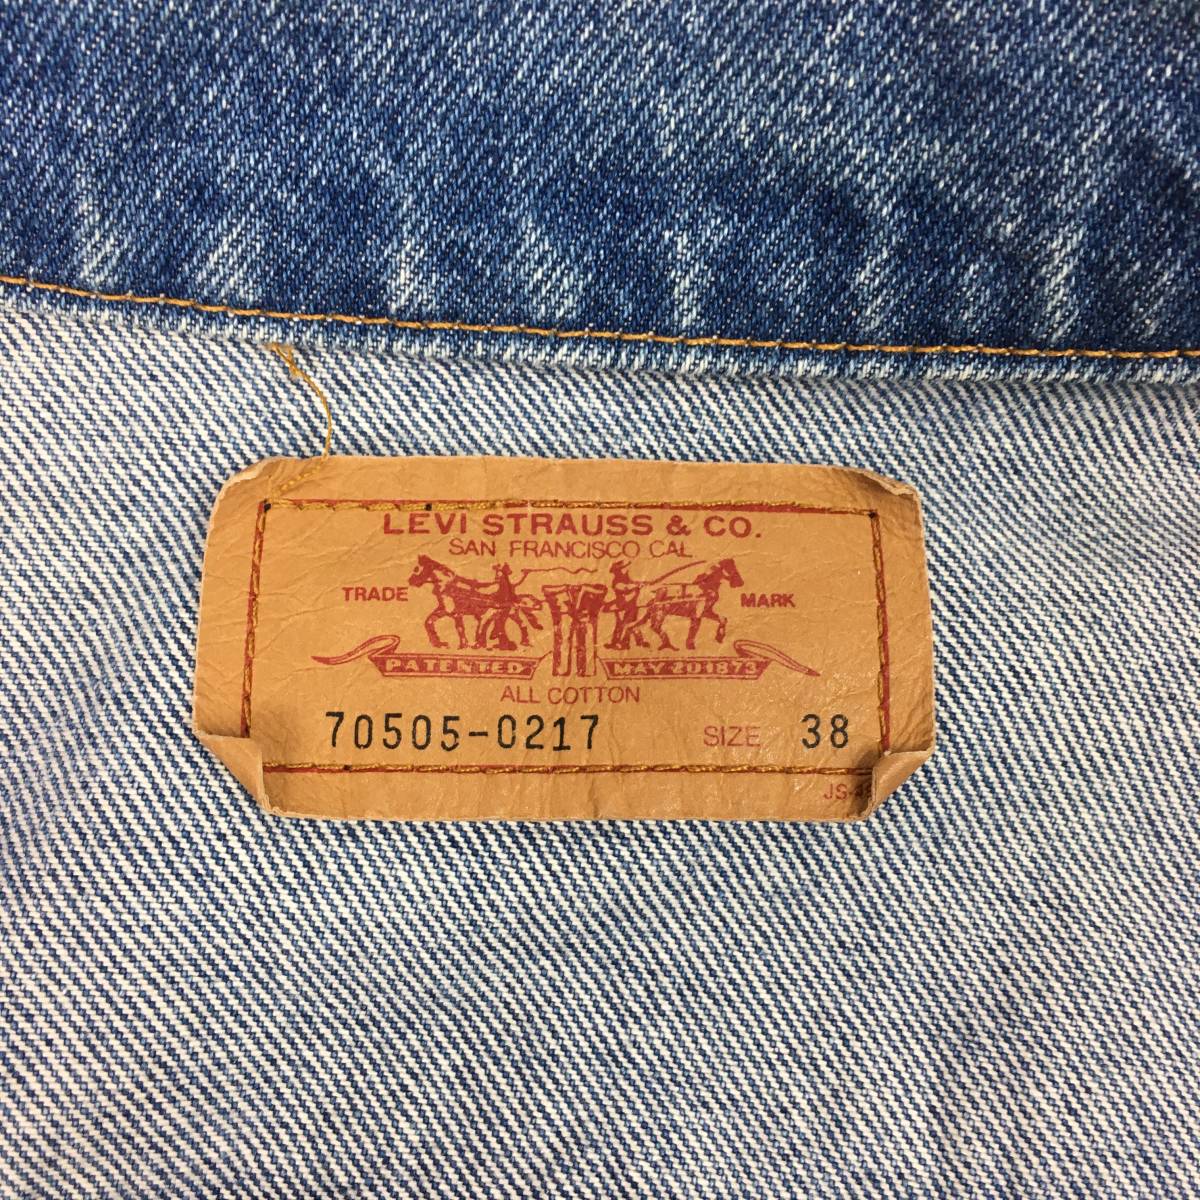 LEVI STRAUSS & CO.
SAN FRANCISCO CAL
TRADE MARK
PATENTED MAY 20 1873
ALL COTTON
70505-0217 SIZE 38